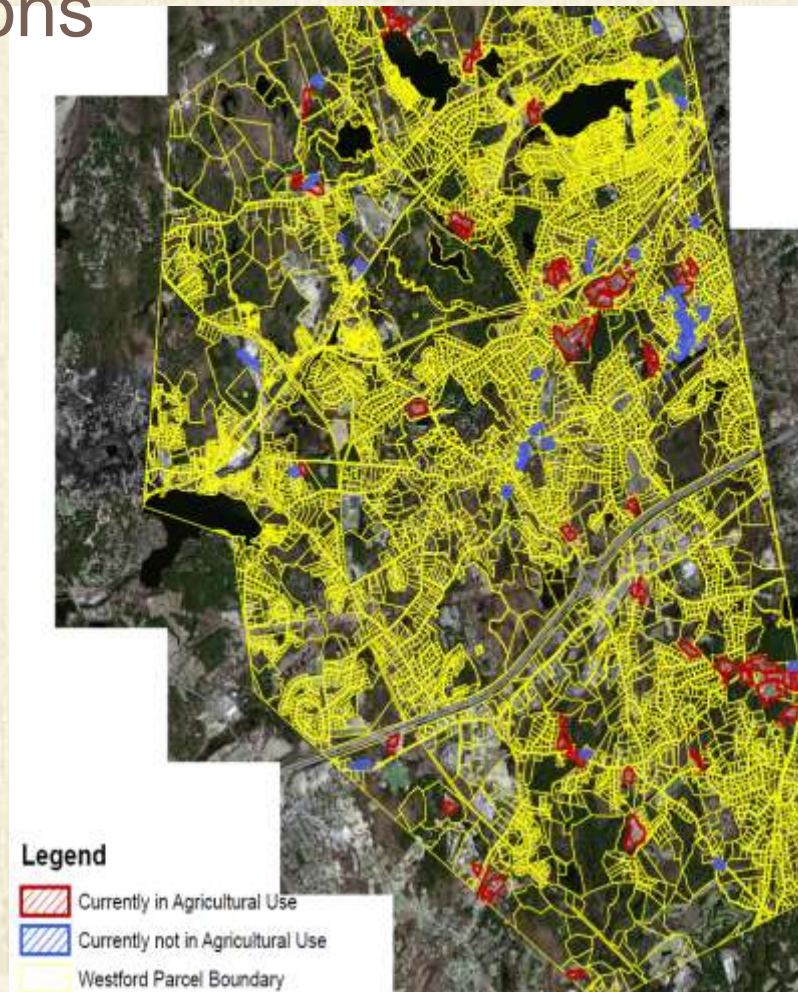 ons
Legend
Currently in Agricultural Use
Currently not in Agricultural Use
Westford Parcel Boundary